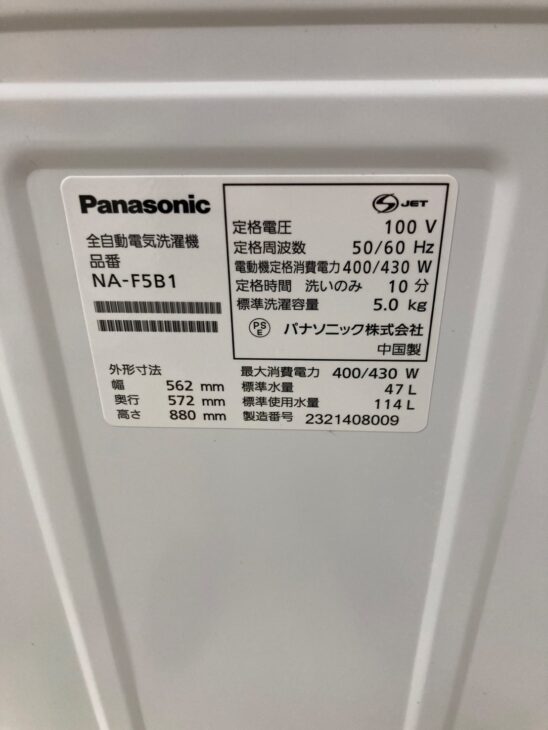 Panasonic
全自動電気洗濯機
品番
NA-F5B1
S JET
定格電圧 100 V
定格周波数 50/60 Hz
電動機定格消費電力 400/430 W
定格時間 洗いのみ 10 分
標準洗濯容量 5.0 kg
PSE パナソニック株式会社
中国製
外形寸法
幅 562 mm
奥行 572 mm
高さ 880 mm
最大消費電力 400/430 W
標準水量 47 L
標準使用水量 114 L
製造番号 2321408009